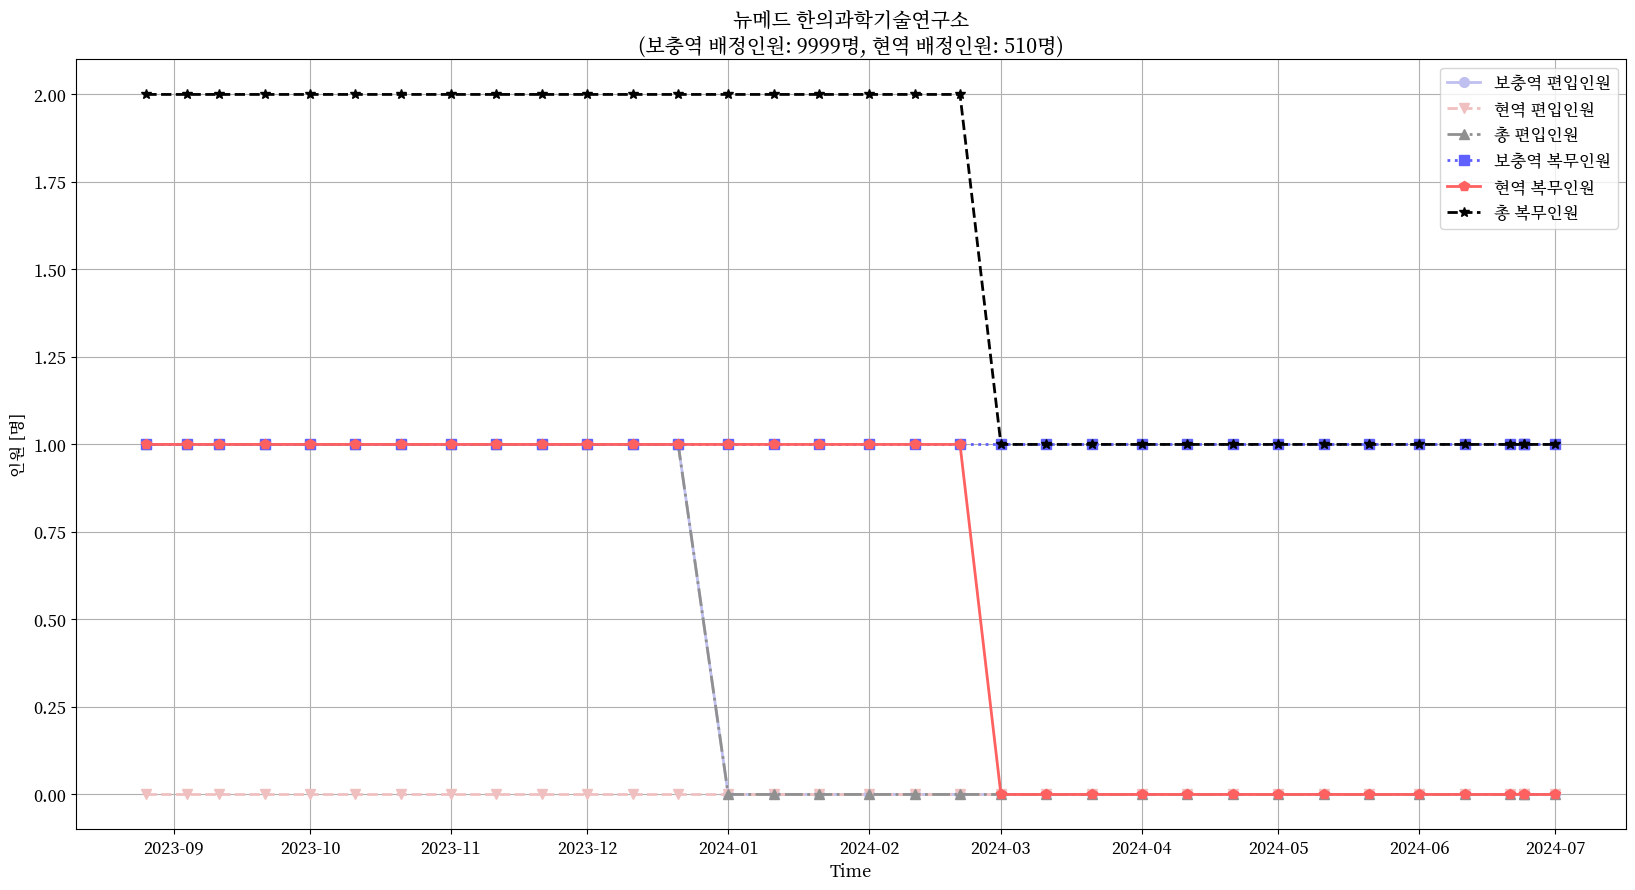 뉴메드 한의과학기술연구소
(보충역 배정인원: 9999명, 현역 배정인원: 510명)
보충역 편입인원
현역 편입인원
총 편입인원
보충역 복무인원
현역 복무인원
총 복무인원
2.00
1.75
1.50
1.25
1.00
0.75
0.50
0.25
0.00
인원 [명]
2023-09 2023-10 2023-11 2023-12 2024-01 2024-02 2024-03 2024-04 2024-05 2024-06 2024-07
Time